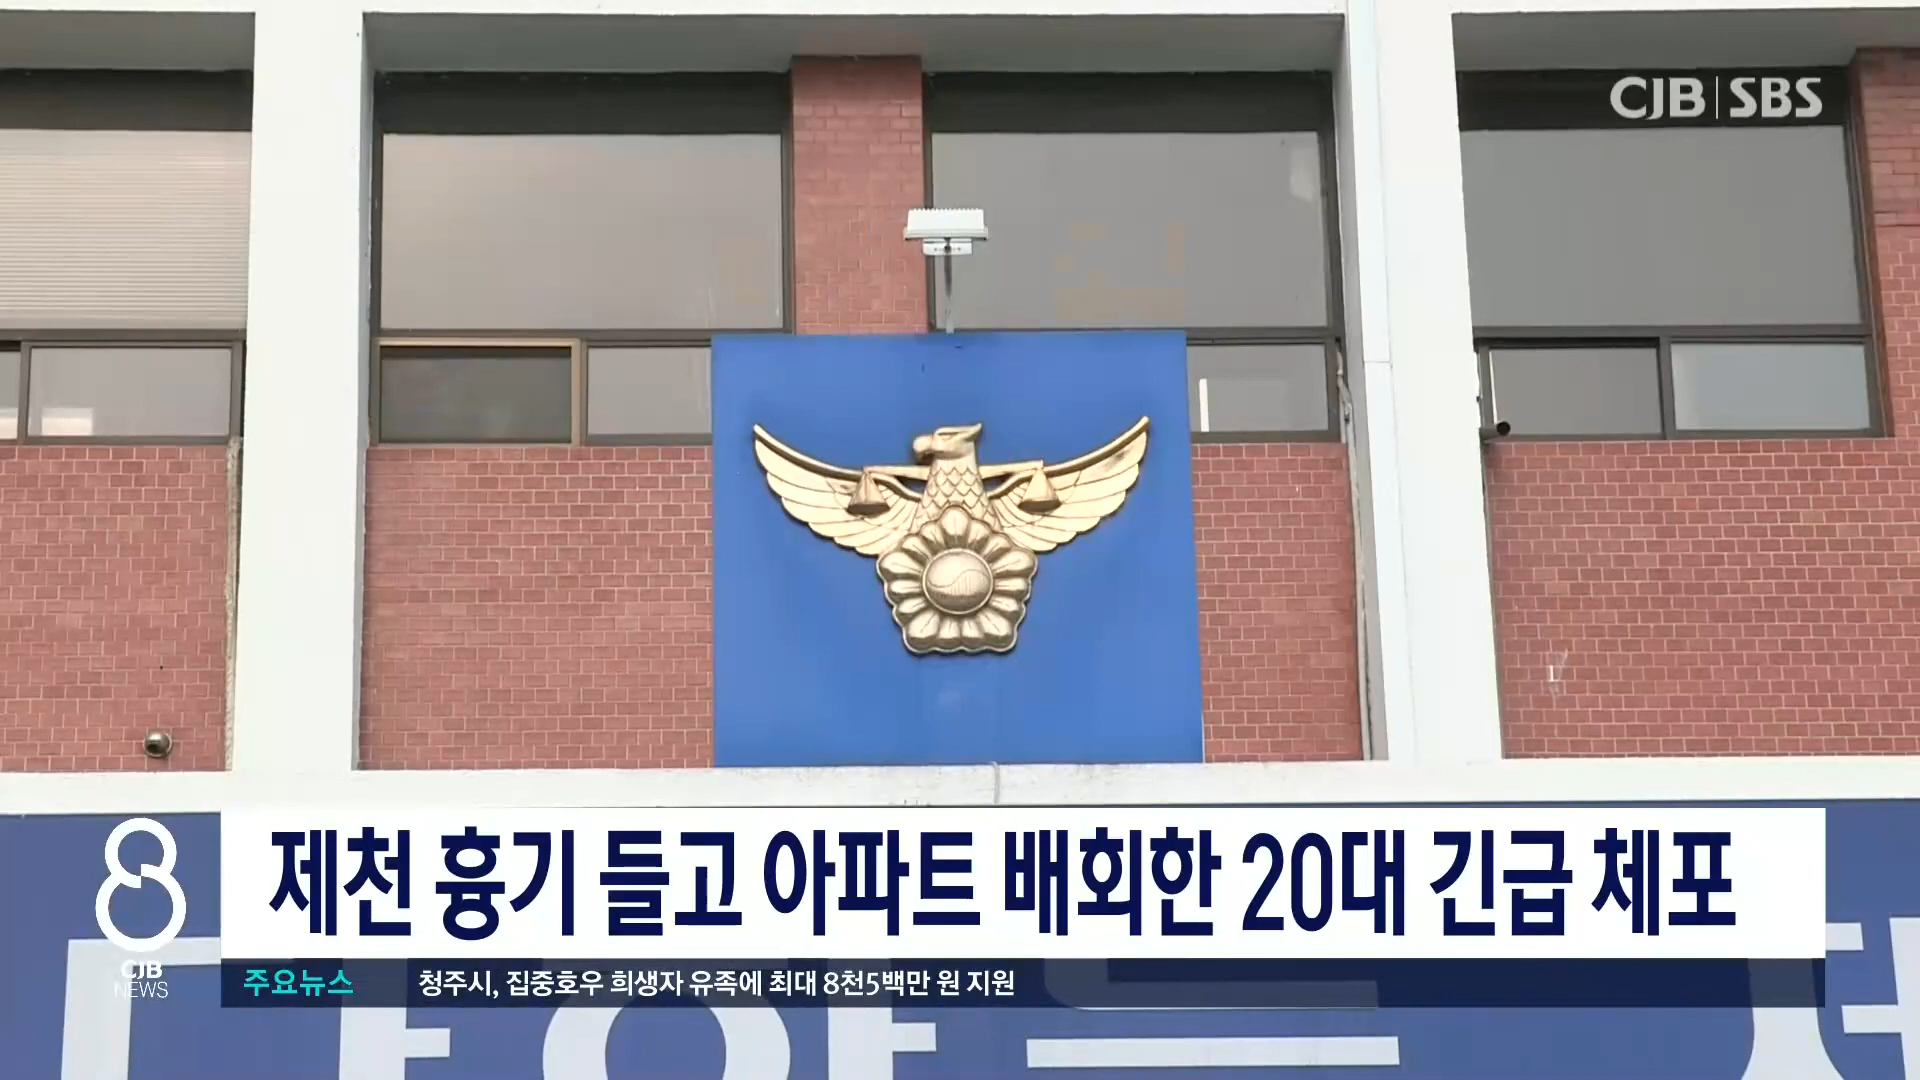 CJB SBS
제천 흉기 들고 아파트 배회한 20대 긴급 체포
8
CJB
NEWS
주요뉴스 청주시, 집중호우 희생자 유족에 최대 8천5백만 원 지원